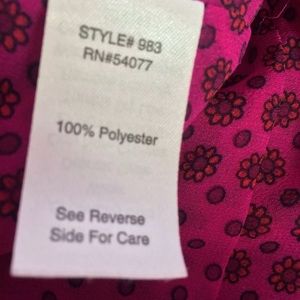 STYLE# 983
RN#54077
100% Polyester
See Reverse
Side For Care